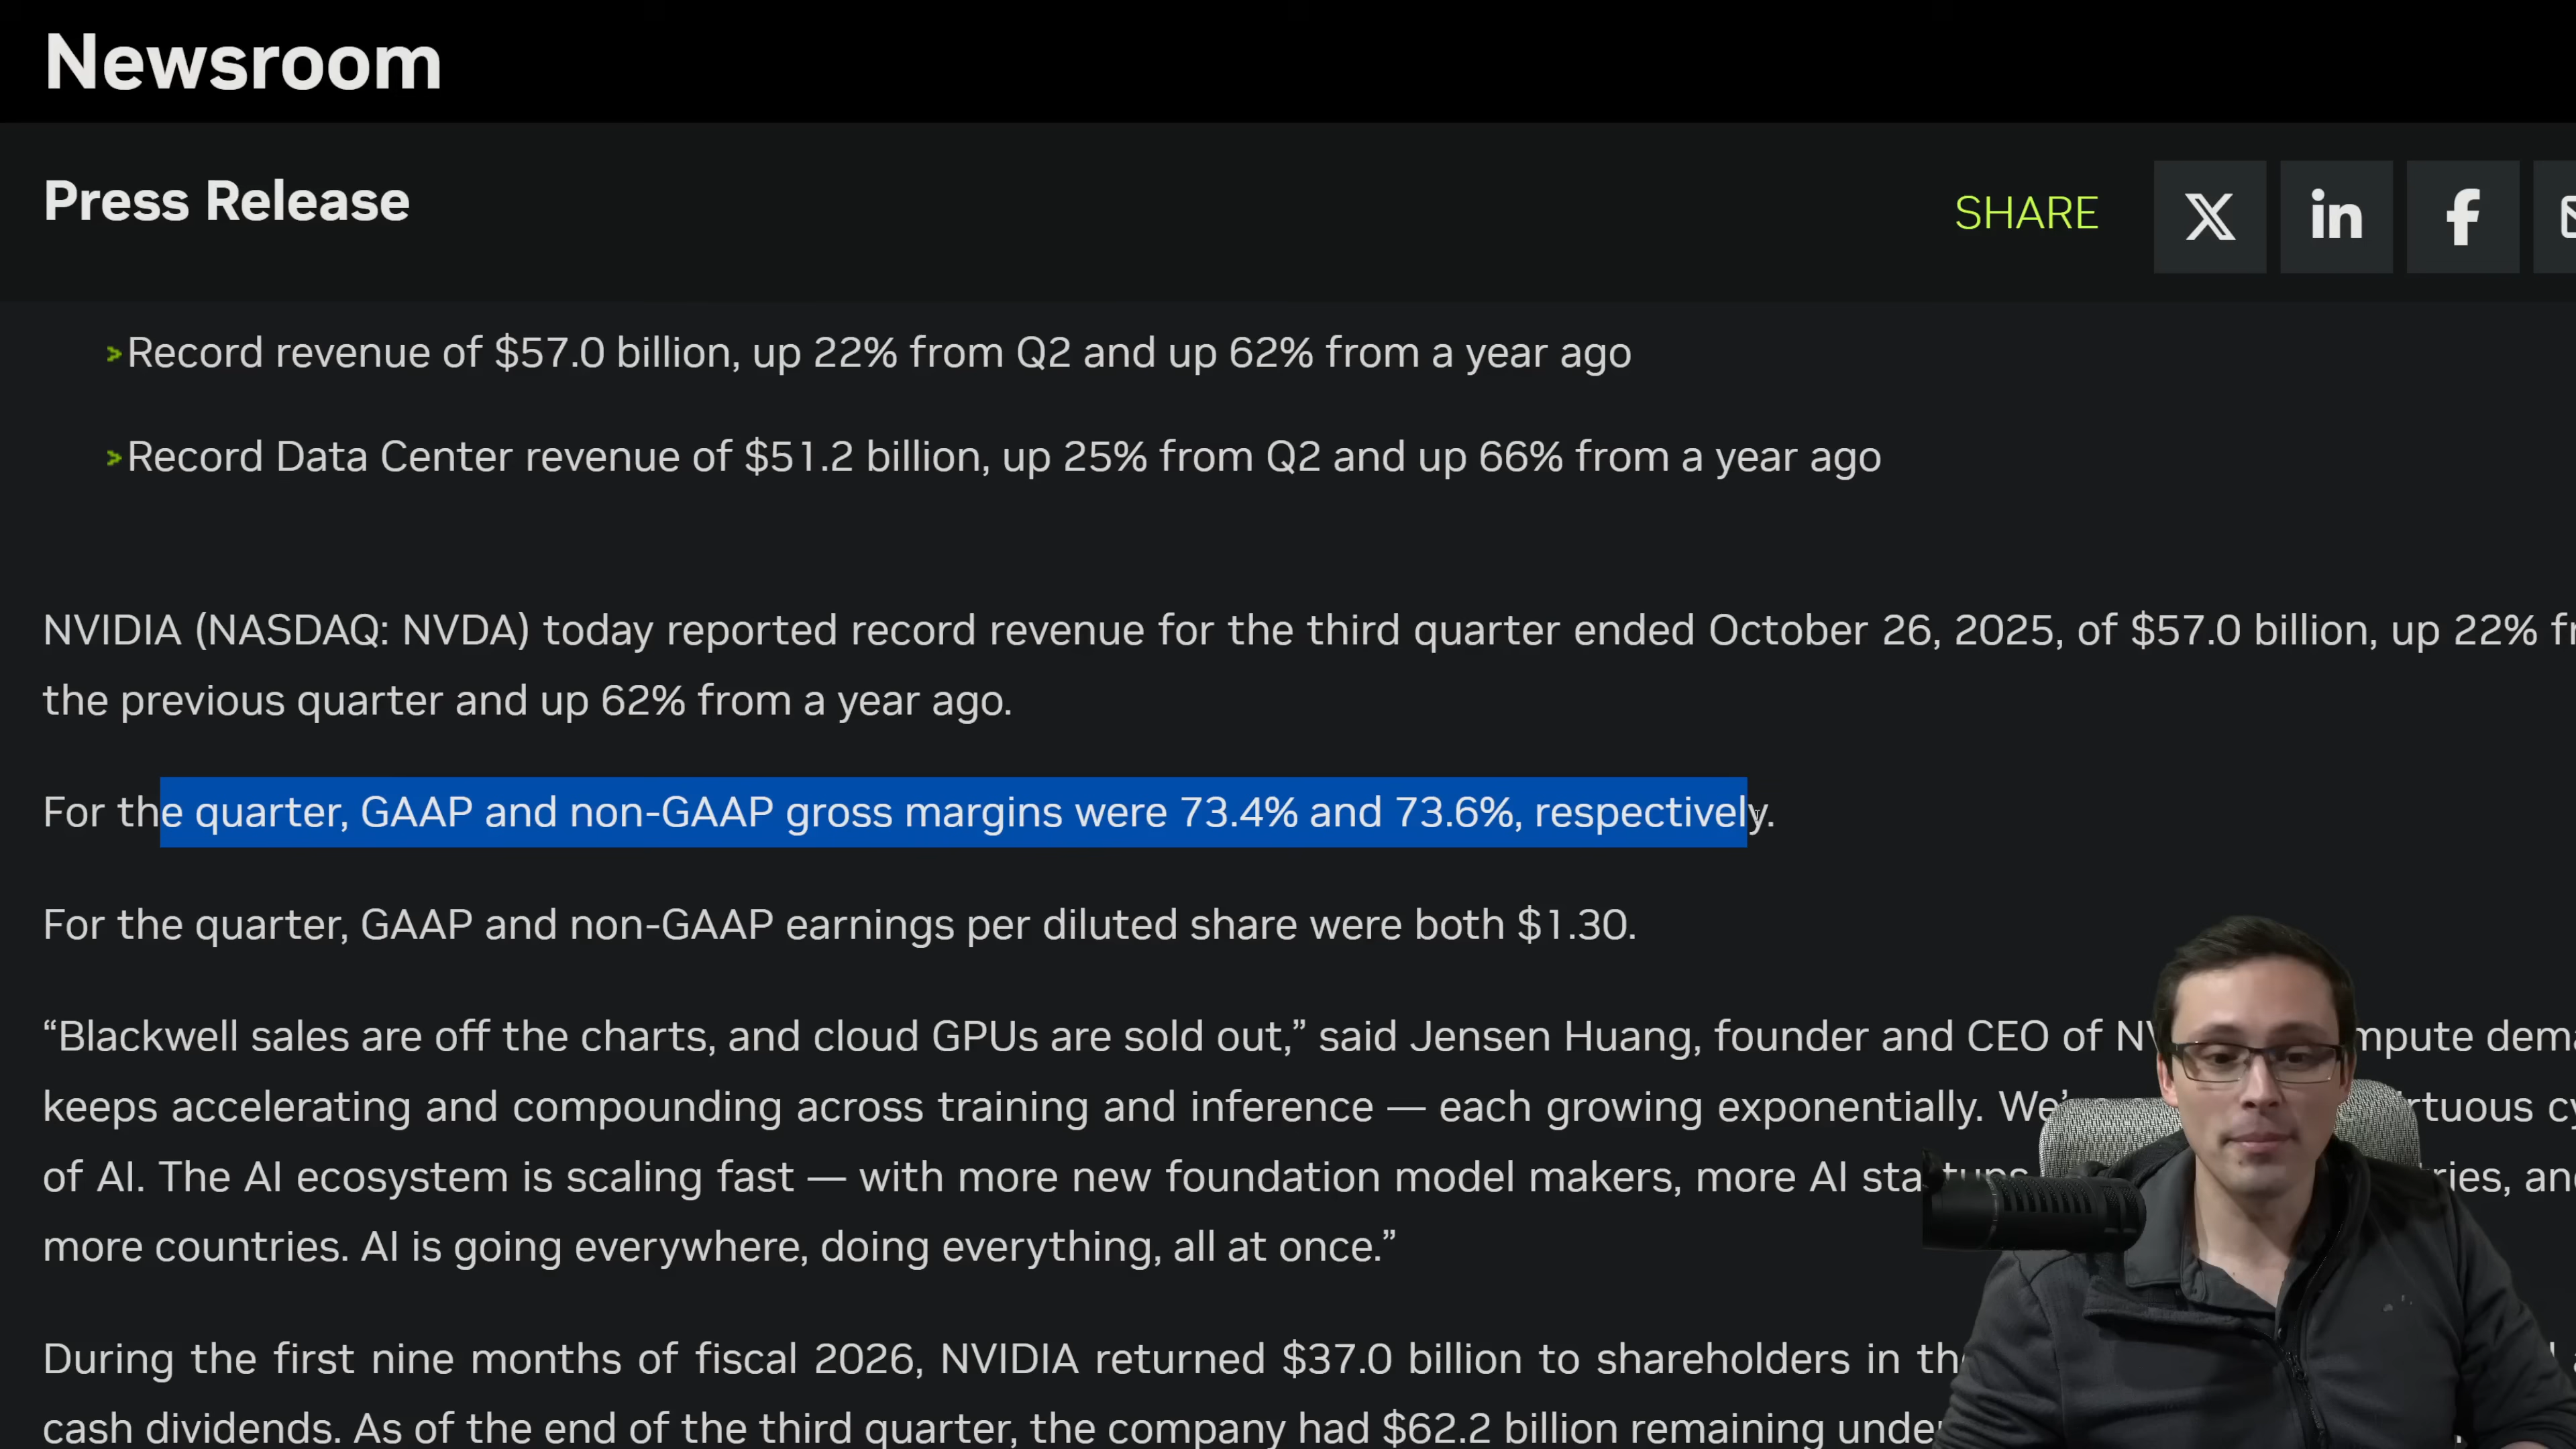 Newsroom
Press Release
SHARE
Record revenue of $57.0 billion, up 22% from Q2 and up 62% from a year ago
Record Data Center revenue of $51.2 billion, up 25% from Q2 and up 66% from a year ago
NVIDIA (NASDAQ: NVDA) today reported record revenue for the third quarter ended October 26, 2025, of $57.0 billion, up 22%
the previous quarter and up 62% from a year ago.
For the quarter, GAAP and non-GAAP gross margins were 73.4% and 73.6%, respectively.
For the quarter, GAAP and non-GAAP earnings per diluted share were both $1.30.
“Blackwell sales are off the charts, and cloud GPUs are sold out,” said Jensen Huang, founder and CEO of
keeps accelerating and compounding across training and inference — each growing exponentially.
of AI. The AI ecosystem is scaling fast — with more new foundation model makers, more AI
more countries. AI is going everywhere, doing everything, all at once.”
During the first nine months of fiscal 2026, NVIDIA returned $37.0 billion to shareholders in
cash dividends. As of the end of the third quarter, the company had $62.2 billion remaining